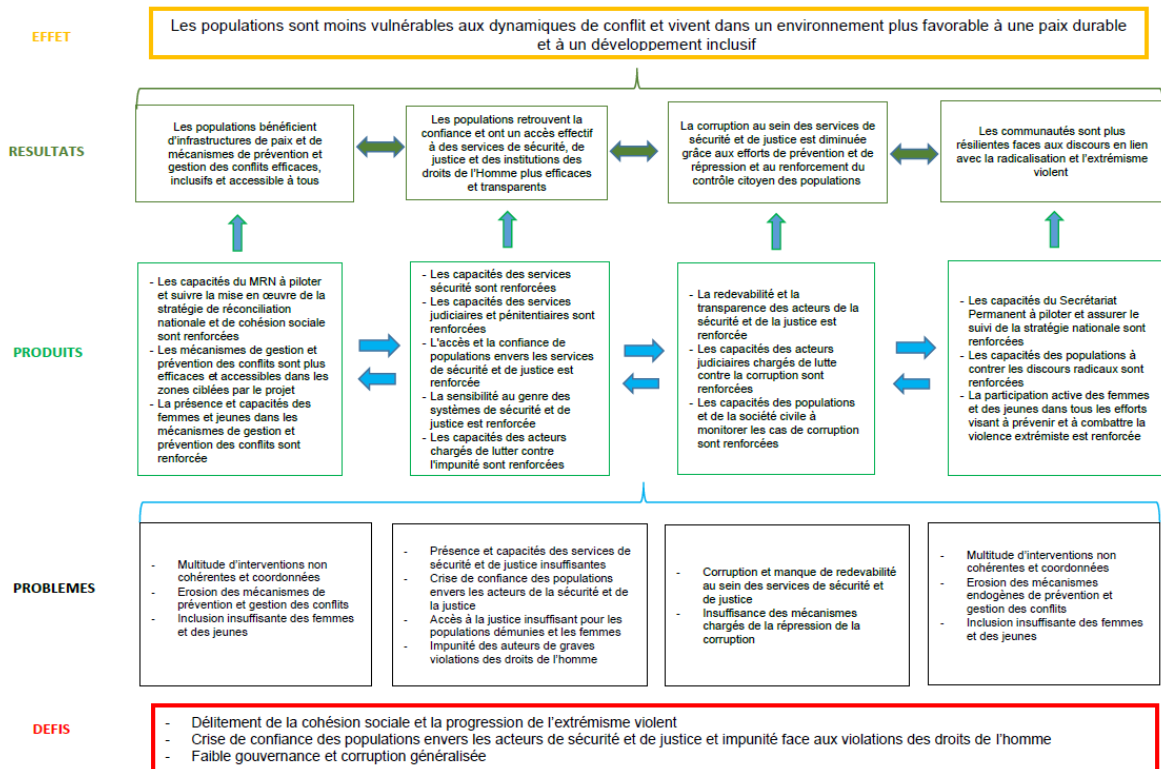 EFFET
Les populations sont moins vulnérables aux dynamiques de conflit et vivent dans un environnement plus favorable à une paix durable
et à un développement inclusif
RESULTATS
Les populations bénéficient
d'infrastructures de paix et de
mécanismes de prévention et
gestion des conflits efficaces,
inclusifs et accessible à tous
Les populations retrouvent la
confiance et ont un accès effectif
à des services de sécurité, de
justice et des institutions des
droits de l'Homme plus efficaces
et transparents
La corruption au sein des services de
sécurité et de justice est diminuée
grâce aux efforts de prévention et de
répression et au renforcement du
contrôle citoyen des populations
Les communautés sont plus
résilientes faces aux discours en lien
avec la radicalisation et l'extrémisme
violent
PRODUITS
- Les capacités du MRN à piloter
et suivre la mise en œuvre de la
stratégie de réconciliation
nationale et de cohésion sociale
sont renforcées
- Les mécanismes de gestion et
prévention des conflits sont plus
efficaces et accessibles dans les
zones ciblées par le projet
- La présence et capacités des
femmes et jeunes dans les
mécanismes de gestion et
prévention des conflits sont
renforcée
- Les capacités des services
sécurité sont renforcées
- Les capacités des services
judiciaires et pénitentiaires sont
renforcées
- L'accès et la confiance de
populations envers les services
de sécurité et de justice est
renforcée
- La sensibilité au genre des
systèmes de sécurité et de
justice est renforcée
- Les capacités des acteurs
chargés de lutter contre
l'impunité sont renforcées
- La redevabilité et la
transparence des acteurs de la
sécurité et de la justice est
renforcée
- Les capacités des acteurs
judiciaires chargés de lutte
contre la corruption sont
renforcées
- Les capacités des populations
et de la société civile à
monitorer les cas de corruption
sont renforcées
- Les capacités du Secrétariat
Permanent à piloter et assurer le
suivi de la stratégie nationale sont
renforcées
- Les capacités des populations à
contrer les discours radicaux sont
renforcées
- La participation active des femmes
et des jeunes dans tous les efforts
visant à prévenir et à combattre la
violence extrémiste est renforcée
PROBLEMES
- Multitude d'interventions non
cohérentes et coordonnées
- Erosion des mécanismes de
prévention et gestion des conflits
- Inclusion insuffisante des femmes
et des jeunes
- Présence et capacités des services de
sécurité et de justice insuffisantes
- Crise de confiance des populations
envers les acteurs de la sécurité et de
la justice
- Accès à la justice insuffisant pour les
populations démunies et les femmes
- Impunité des auteurs de graves
violations des droits de l'homme
- Corruption et manque de redevabilité
au sein des services de sécurité et
de justice
- Insuffisance des mécanismes
chargés de la répression de la
corruption
- Multitude d'interventions non
cohérentes et coordonnées
- Erosion des mécanismes
endogènes de prévention et
gestion des conflits
- Inclusion insuffisante des femmes
et des jeunes
DEFIS
- Délitement de la cohésion sociale et la progression de l'extrémisme violent
- Crise de confiance des populations envers les acteurs de sécurité et de justice et impunité face aux violations des droits de l'homme
- Faible gouvernance et corruption généralisée